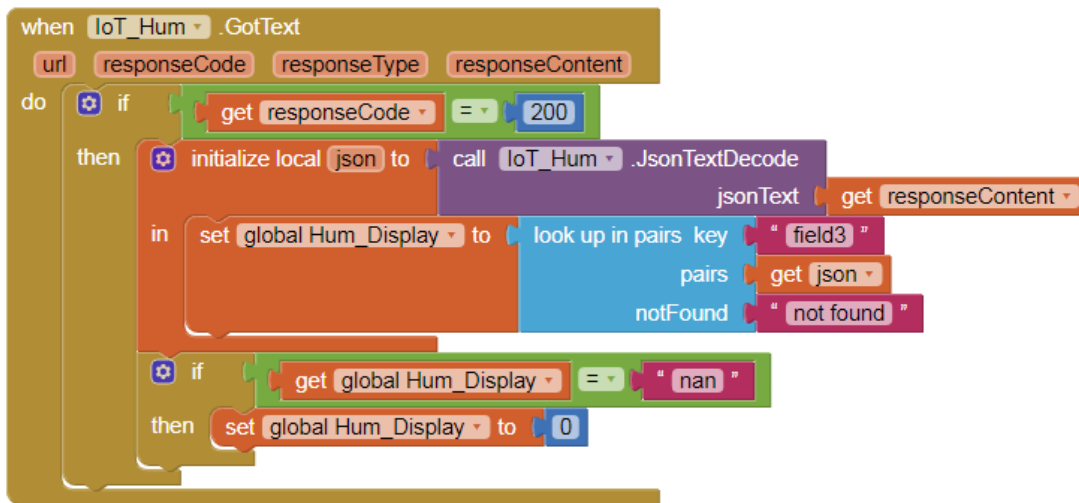 when IoT_Hum .GotText
url responseCode responseType responseContent
do if get responseCode = 200
then initialize local json to call IoT_Hum .JsonTextDecode
jsonText get responseContent
in set global Hum_Display to look up in pairs key " field3 "
pairs get json
notFound " not found "
if get global Hum_Display = " nan "
then set global Hum_Display to 0